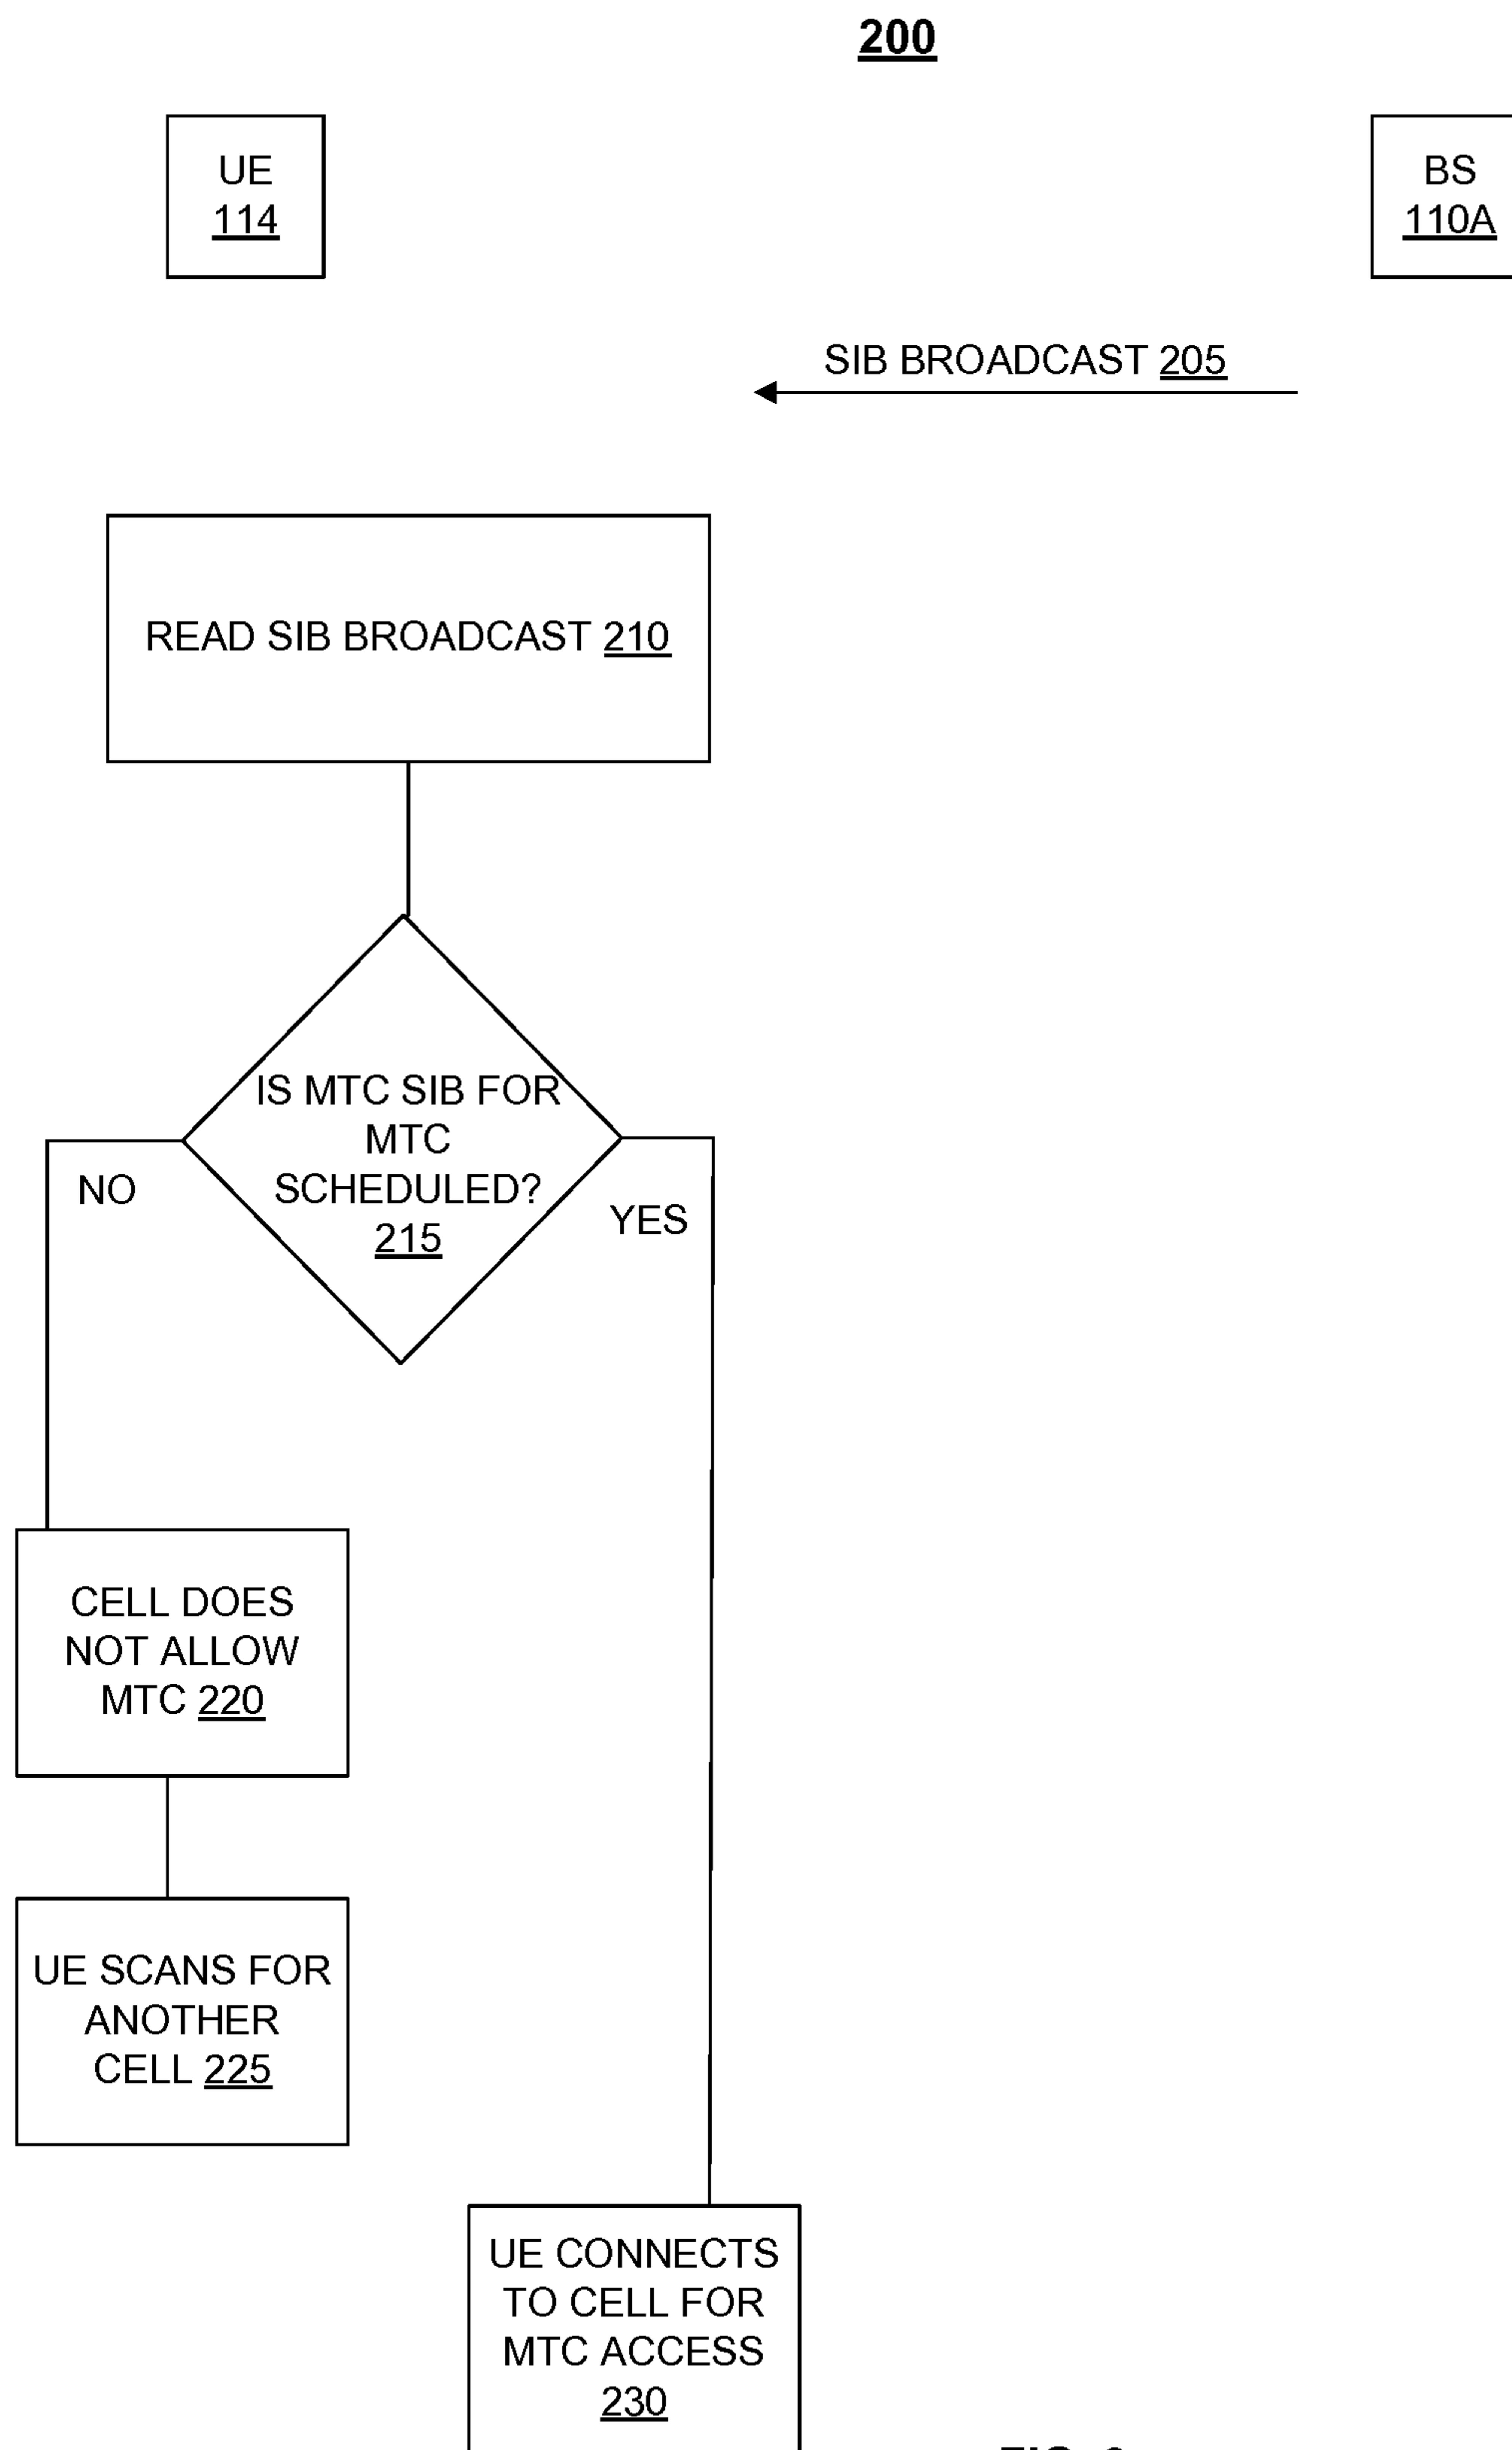 200
UE
114
BS
110A
SIB BROADCAST 205
READ SIB BROADCAST 210
IS MTC SIB FOR
MTC
SCHEDULED?
215
NO
YES
CELL DOES
NOT ALLOW
MTC 220
UE SCANS FOR
ANOTHER
CELL 225
UE CONNECTS
TO CELL FOR
MTC ACCESS
230